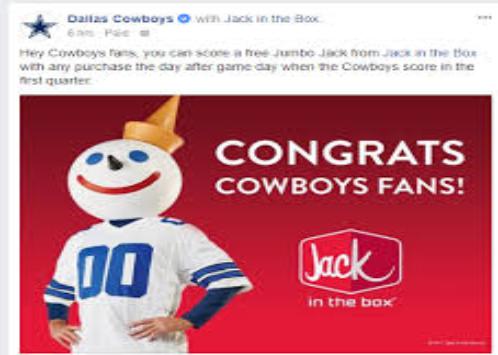 Dallas Cowboys with Jack in the Box.
6 hrs · Paid ·
Hey Cowboys fans, you can score a free Jumbo Jack from Jack in the Box
with any purchase the day after game day when the Cowboys score in the
first quarter.
CONGRATS
COWBOYS FANS!
00
Jack
in the box